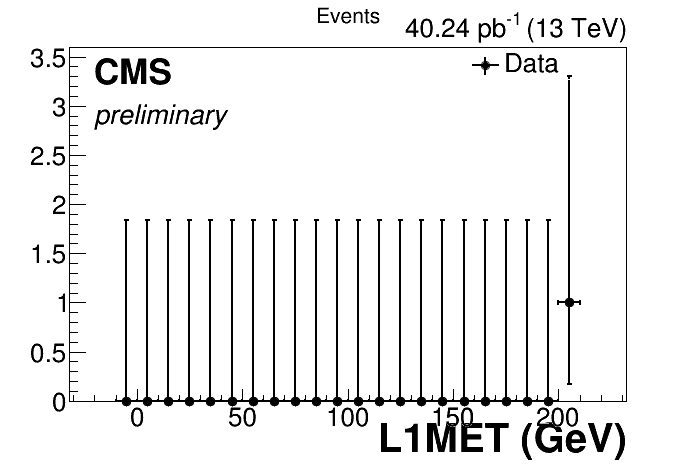 Events
40.24 pb-1 (13 TeV)
CMS
preliminary
Data
3.5
3
2.5
2
1.5
1
0.5
0
0 50 100 150 200
L1MET (GeV)